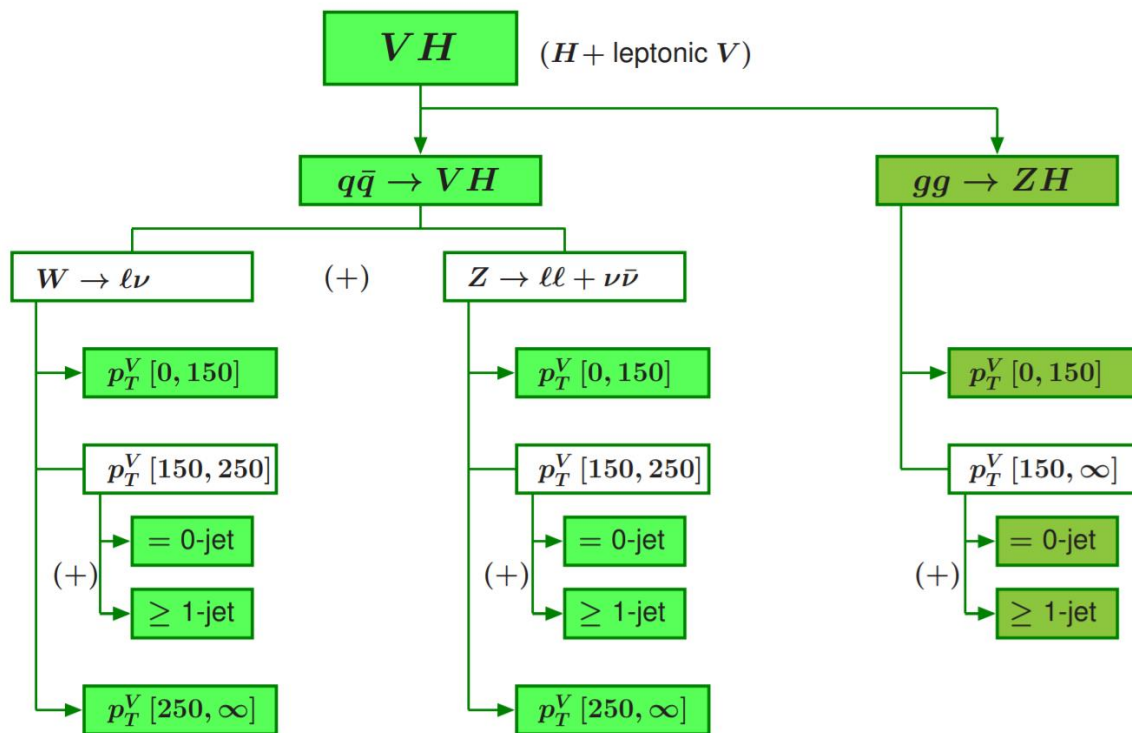 VH (H + leptonic V)
qq̄ → VH
gg → ZH
W → ℓν
(+)
Z → ℓℓ + νν̄
p_T^V [0, 150]
p_T^V [0, 150]
p_T^V [0, 150]
p_T^V [150, 250]
p_T^V [150, 250]
p_T^V [150, ∞]
= 0-jet
= 0-jet
= 0-jet
(+)
(+)
(+)
≥ 1-jet
≥ 1-jet
≥ 1-jet
p_T^V [250, ∞]
p_T^V [250, ∞]